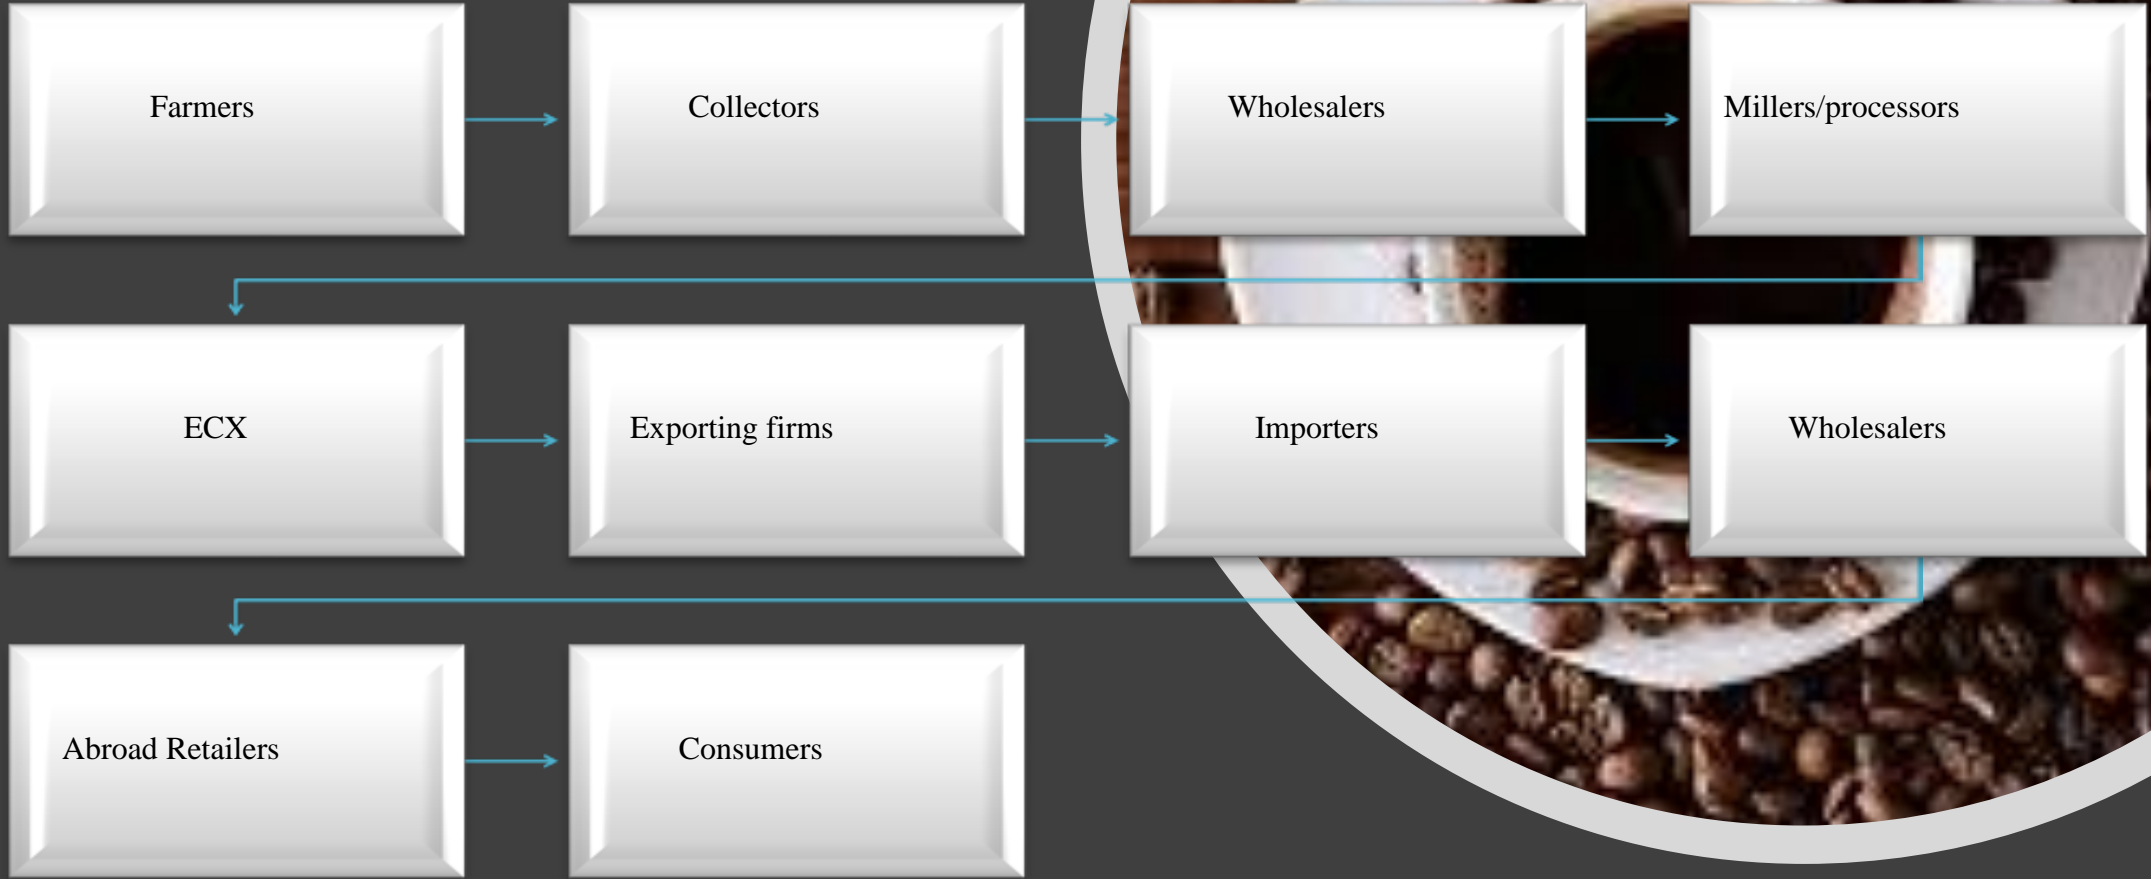 Farmers
Collectors
Wholesalers
Millers/processors
ECX
Exporting firms
Importers
Wholesalers
Abroad Retailers
Consumers